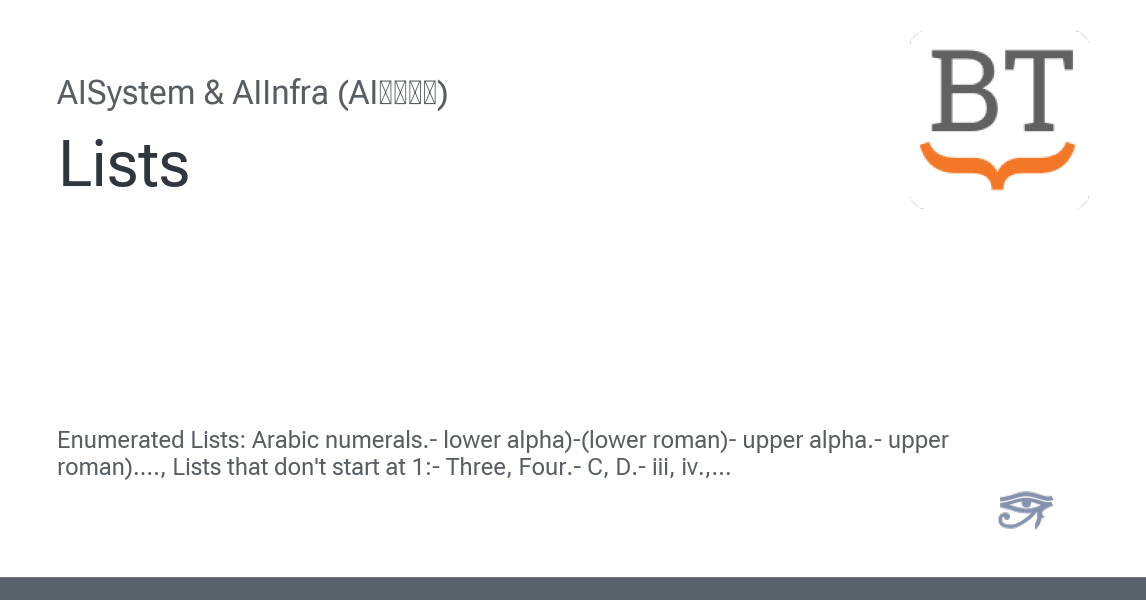 AISystem & AIInfra (AI□□□□)
Lists
BT
Enumerated Lists: Arabic numerals.- lower alpha)-(lower roman)- upper alpha.- upper
roman)...., Lists that don't start at 1:- Three, Four.- C, D.- iii, iv.,...